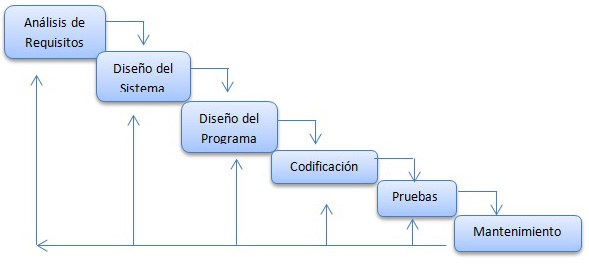 Análisis de
Requisitos
Diseño del
Sistema
Diseño del
Programa
Codificación
Pruebas
Mantenimiento